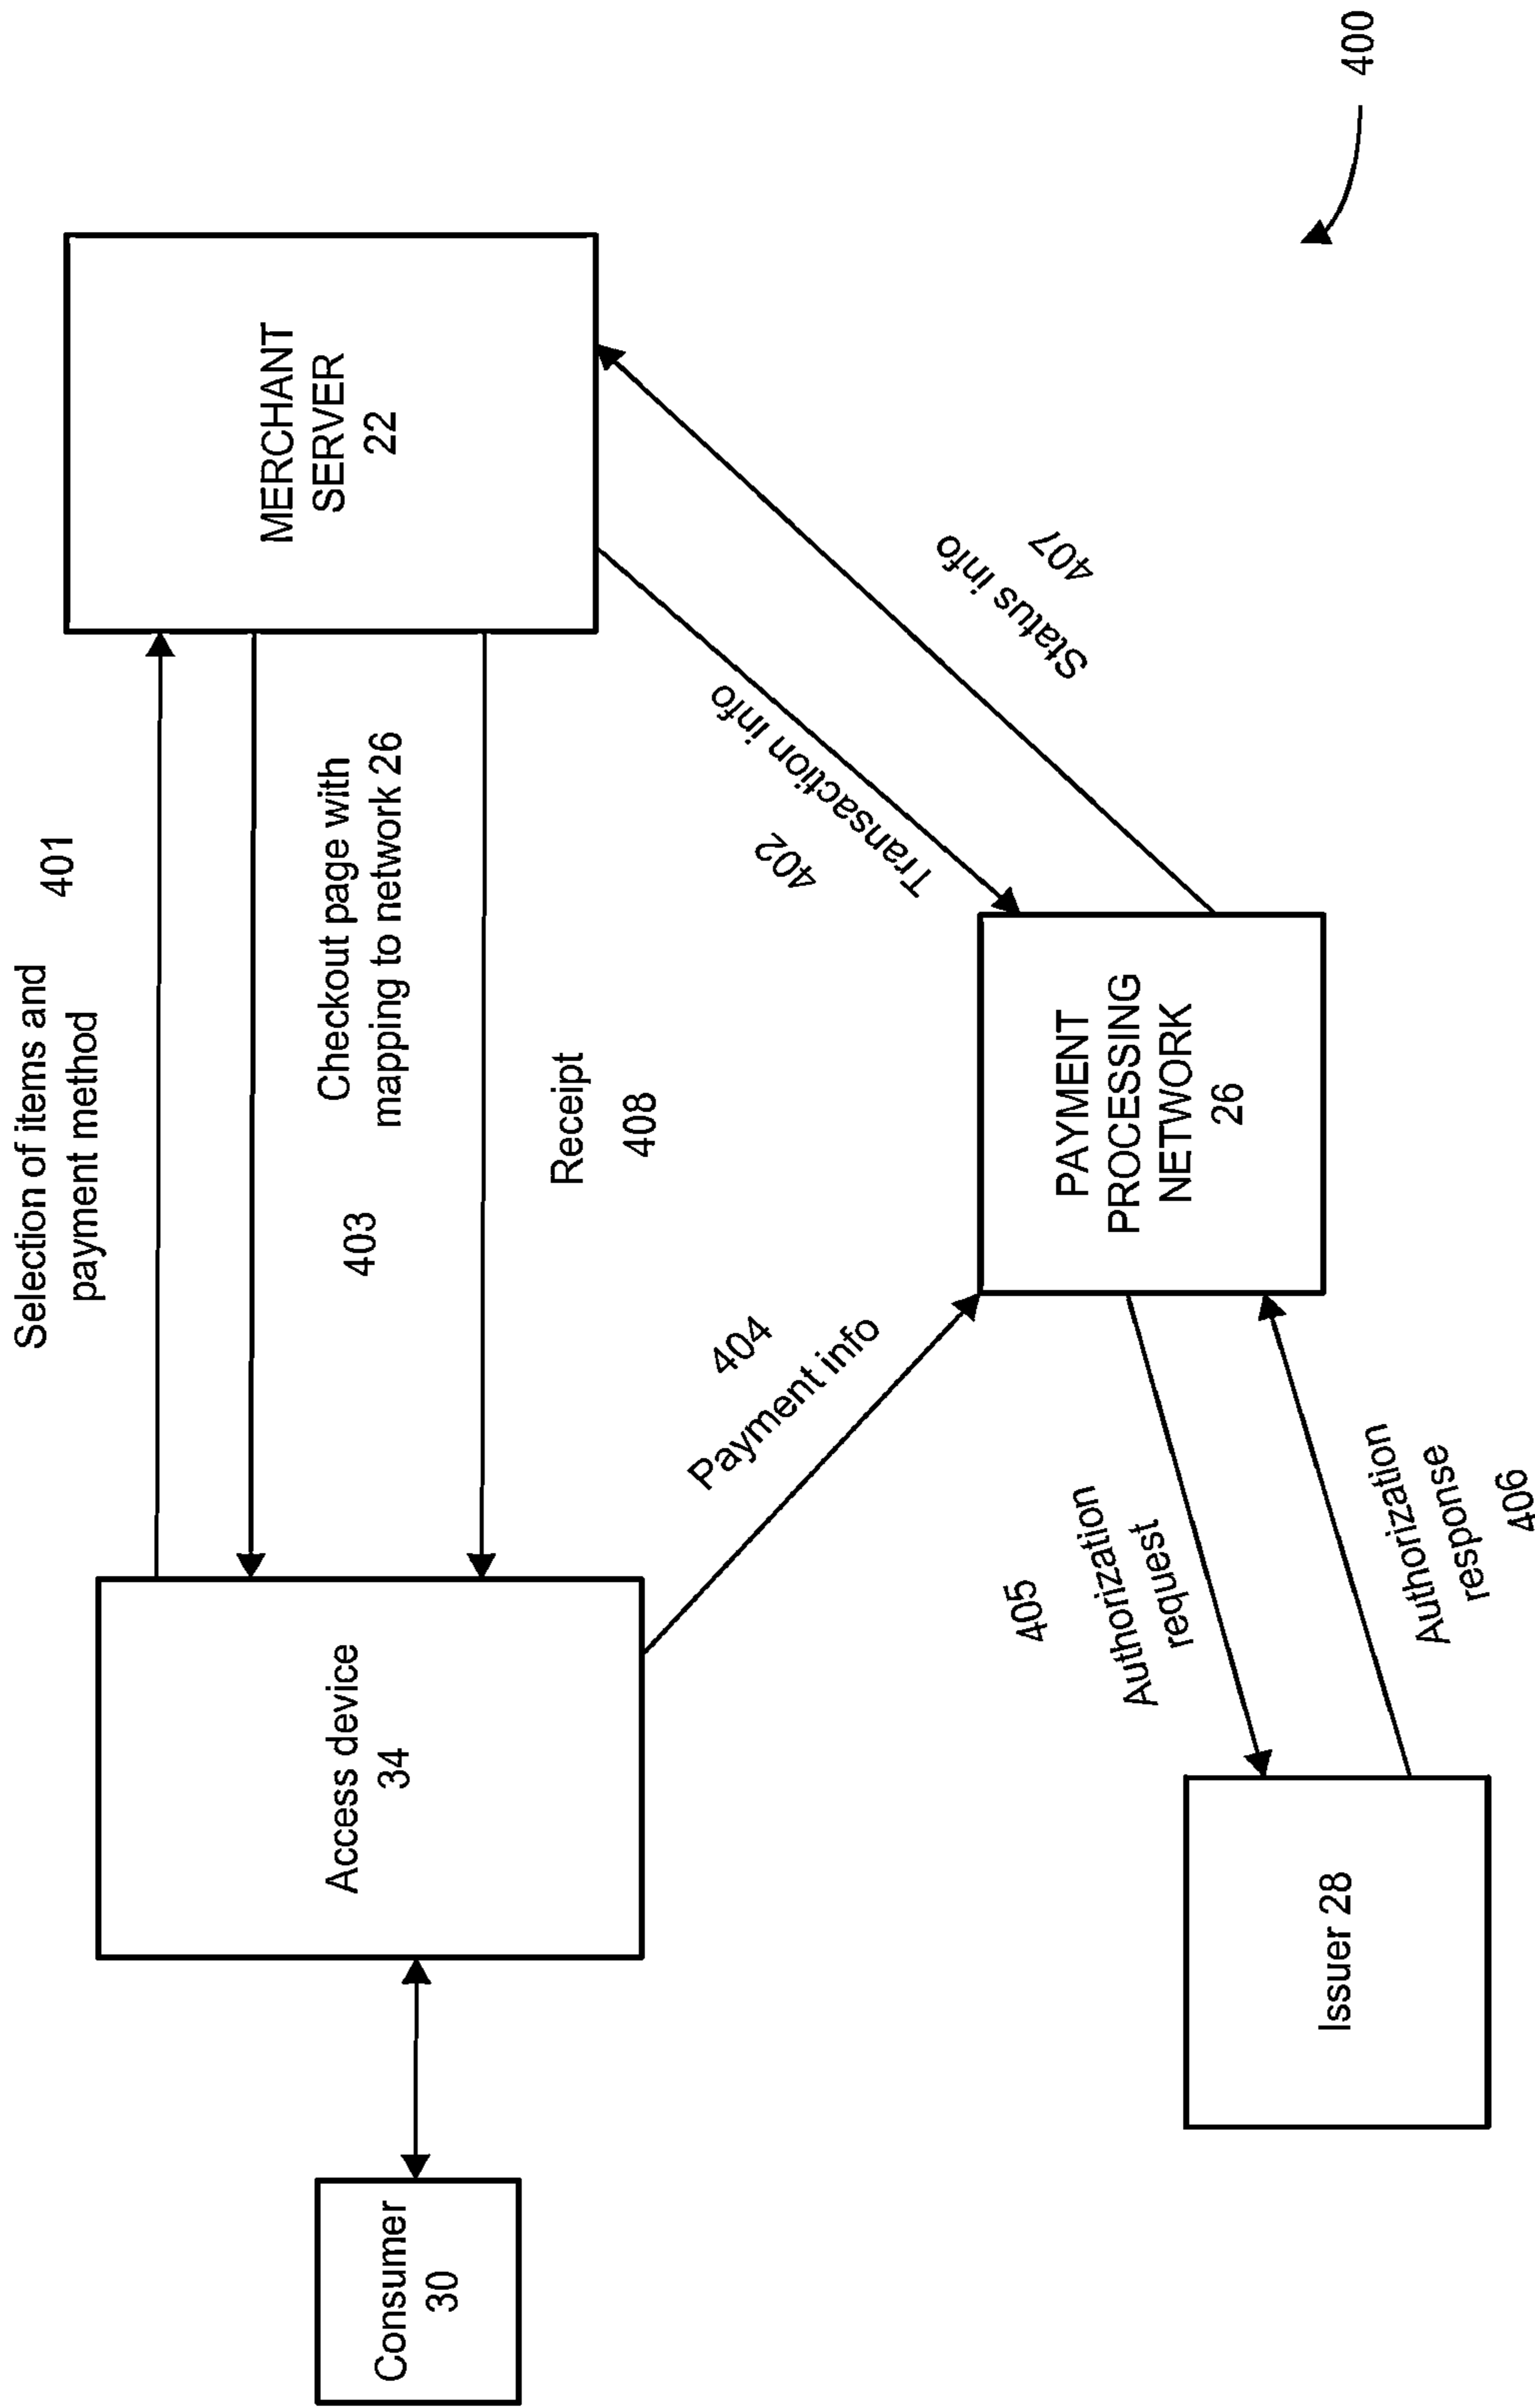 Selection of items and
payment method
401
MERCHANT
SERVER
22
Access device
34
Consumer
30
Checkout page with
mapping to network 26
403
Receipt
408
402
Transaction info
Status info
407
404
Payment info
PAYMENT
PROCESSING
NETWORK
26
405
Authorization
request
Authorization
response
406
Issuer 28
400